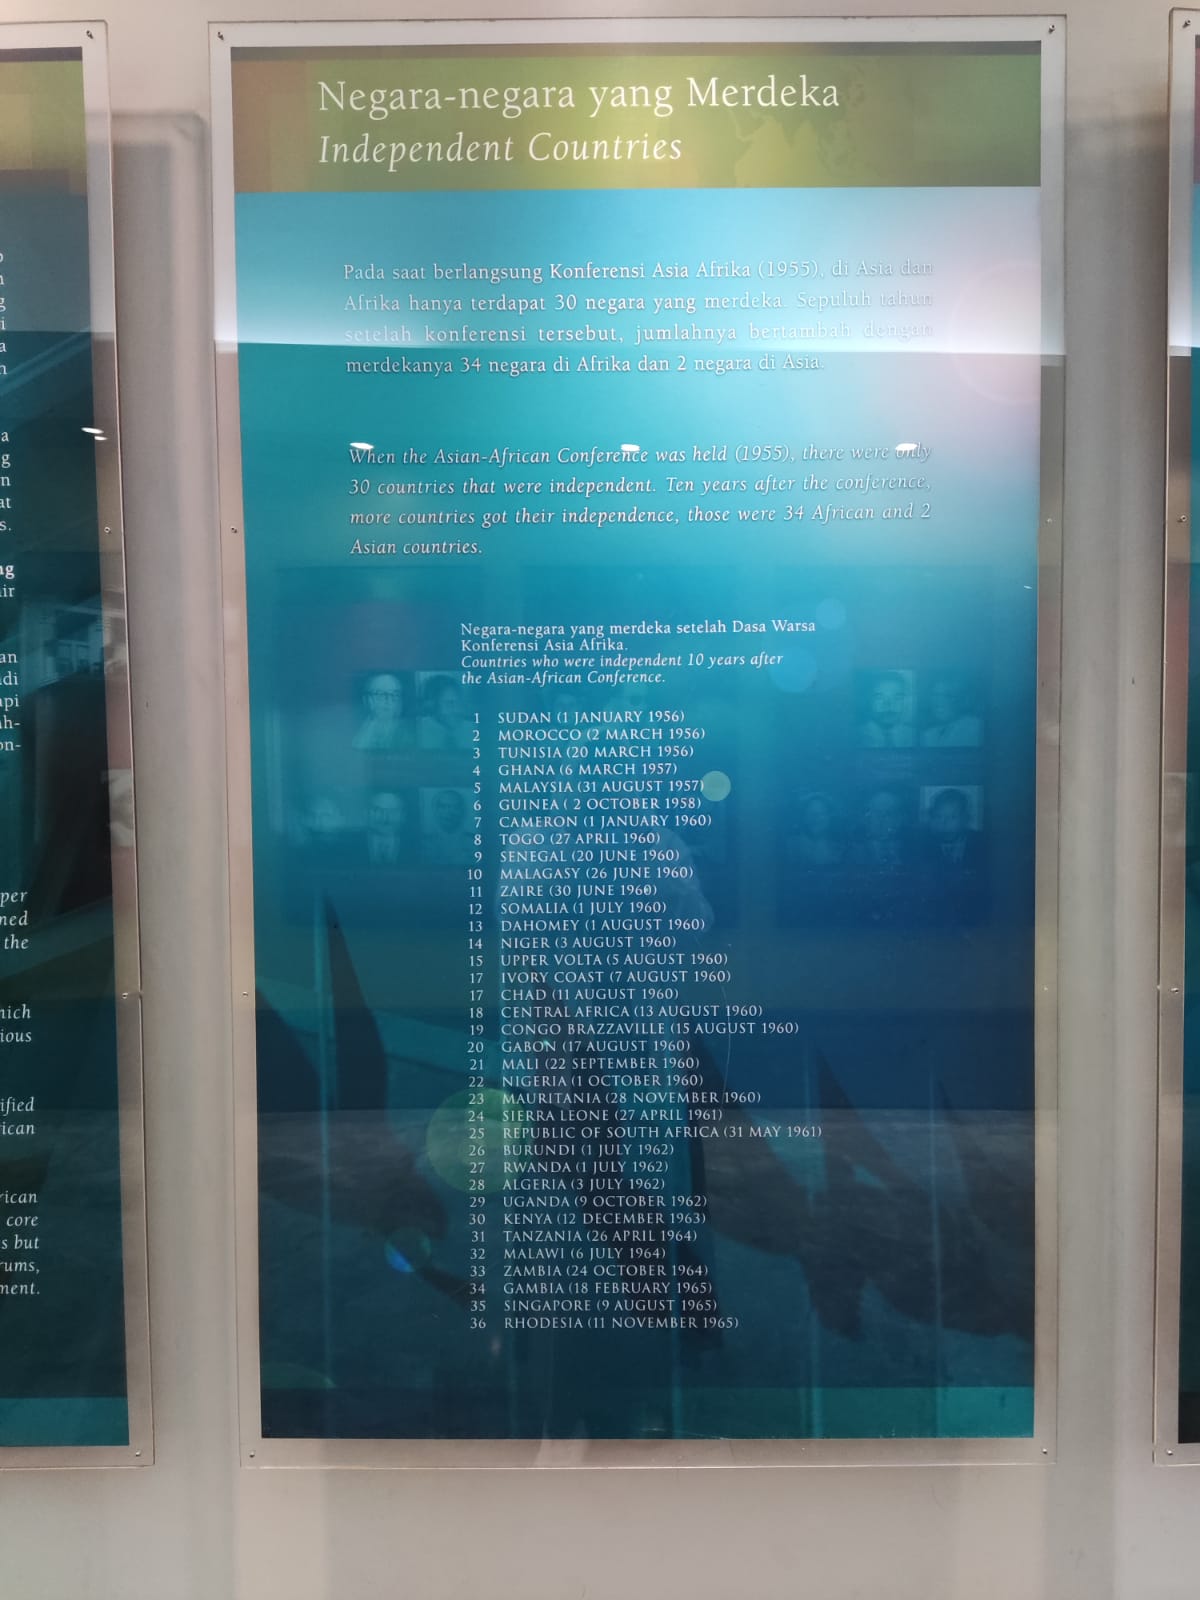 Negara-negara yang Merdeka
Independent Countries
Pada saat berlangsung Konferensi Asia Afrika (1955), di Asia dan
Afrika hanya terdapat 30 negara yang merdeka. Sepuluh tahun
setelah konferensi tersebut, jumlahnya bertambah dengan
merdekanya 34 negara di Afrika dan 2 negara di Asia.
When the Asian-African Conference was held (1955), there were only
30 countries that were independent. Ten years after the conference,
more countries got their independence, those were 34 African and 2
Asian countries.
Negara-negara yang merdeka setelah Dasa Warsa
Konferensi Asia Afrika.
Countries who were independent 10 years after
the Asian-African Conference.
1 SUDAN (1 JANUARY 1956)
2 MOROCCO (2 MARCH 1956)
3 TUNISIA (20 MARCH 1956)
4 GHANA (6 MARCH 1957)
5 MALAYSIA (31 AUGUST 1957)
6 GUINEA ( 2 OCTOBER 1958)
7 CAMERON (1 JANUARY 1960)
8 TOGO (27 APRIL 1960)
9 SENEGAL (20 JUNE 1960)
10 MALAGASY (26 JUNE 1960)
11 ZAIRE (30 JUNE 1960)
12 SOMALIA (1 JULY 1960)
13 DAHOMEY (1 AUGUST 1960)
14 NIGER (3 AUGUST 1960)
15 UPPER VOLTA (5 AUGUST 1960)
17 IVORY COAST (7 AUGUST 1960)
17 CHAD (11 AUGUST 1960)
18 CENTRAL AFRICA (13 AUGUST 1960)
19 CONGO BRAZZAVILLE (15 AUGUST 1960)
20 GABON (17 AUGUST 1960)
21 MALI (22 SEPTEMBER 1960)
22 NIGERIA (1 OCTOBER 1960)
23 MAURITANIA (28 NOVEMBER 1960)
24 SIERRA LEONE (27 APRIL 1961)
25 REPUBLIC OF SOUTH AFRICA (31 MAY 1961)
26 BURUNDI (1 JULY 1962)
27 RWANDA (1 JULY 1962)
28 ALGERIA (3 JULY 1962)
29 UGANDA (9 OCTOBER 1962)
30 KENYA (12 DECEMBER 1963)
31 TANZANIA (26 APRIL 1964)
32 MALAWI (6 JULY 1964)
33 ZAMBIA (24 OCTOBER 1964)
34 GAMBIA (18 FEBRUARY 1965)
35 SINGAPORE (9 AUGUST 1965)
36 RHODESIA (11 NOVEMBER 1965)